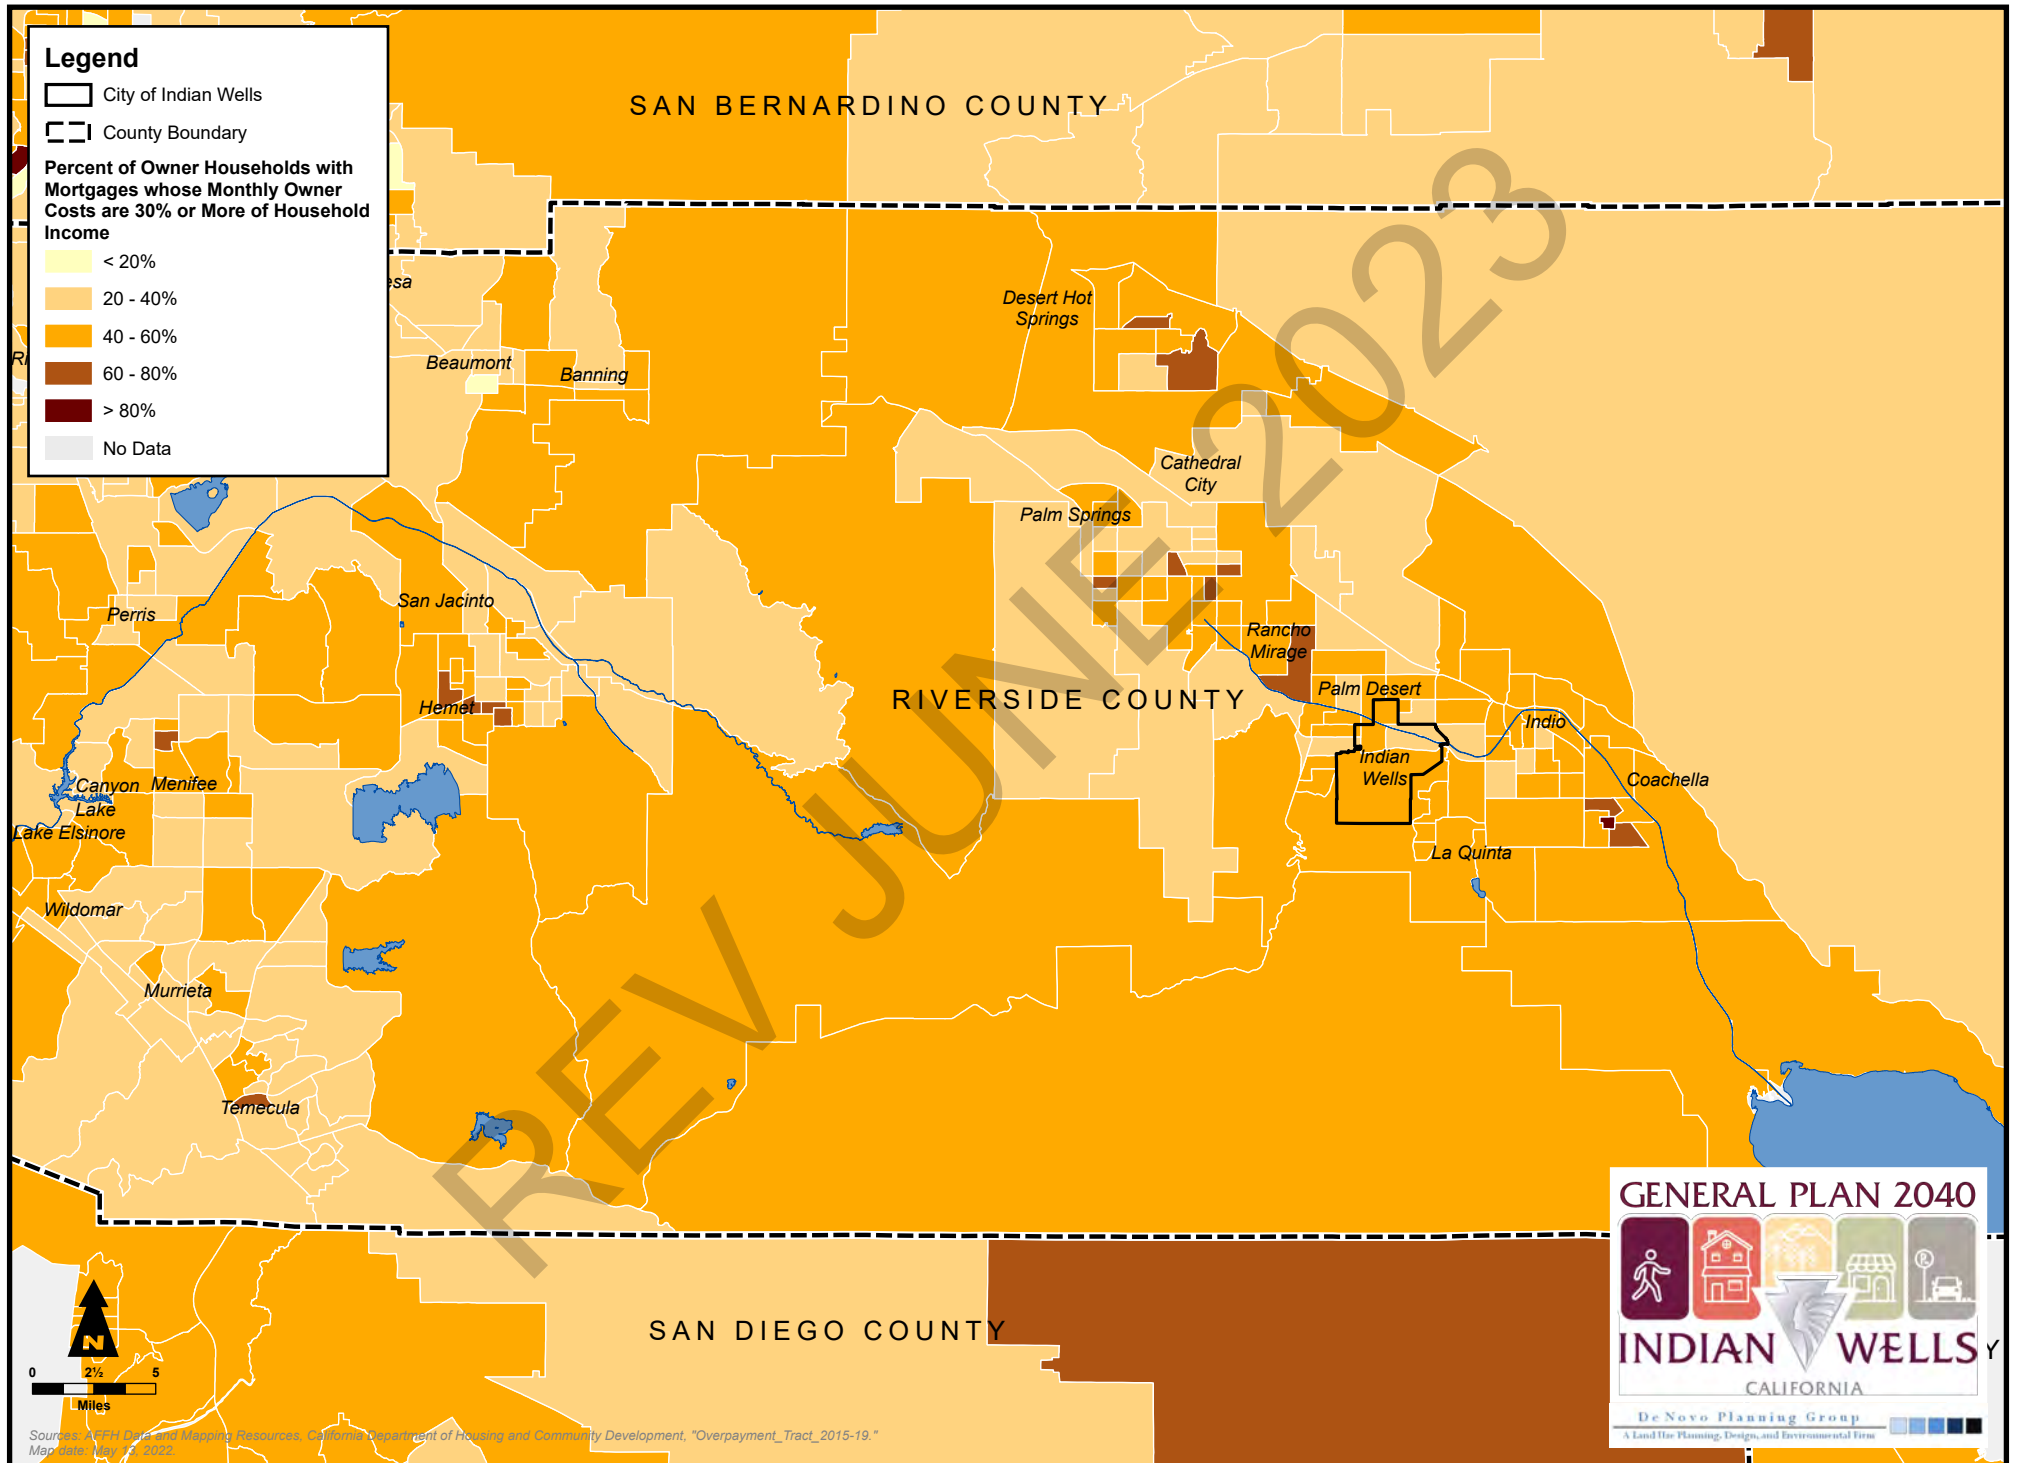 Legend
City of Indian Wells
County Boundary
Percent of Owner Households with
Mortgages whose Monthly Owner
Costs are 30% or More of Household
Income
< 20%
20 - 40%
40 - 60%
60 - 80%
> 80%
No Data
SAN BERNARDINO COUNTY
esa
Desert Hot
Springs
Ri
Beaumont
Banning
Cathedral
City
Palm Springs
San Jacinto
Perris
Rancho
Mirage
RIVERSIDE COUNTY
Palm Desert
Hemet
Indio
Indian
Wells
Coachella
Canyon
Lake
Menifee
Lake Elsinore
La Quinta
Wildomar
Murrieta
Temecula
REV JUNE 2023
SAN DIEGO COUNTY
Y
N
0 2½ 5
Miles
Sources: AFFH Data and Mapping Resources, California Department of Housing and Community Development, "Overpayment_Tract_2015-19."
Map date: May 13, 2022.
GENERAL PLAN 2040
INDIAN WELLS
CALIFORNIA
De Novo Planning Group
A Land Use Planning, Design, and Environmental Firm